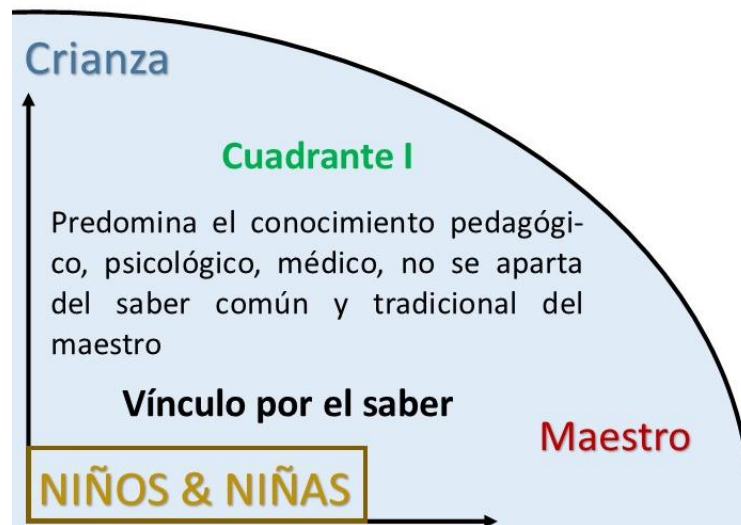 Crianza
Cuadrante I
Predomina el conocimiento pedagógi-
co, psicológico, médico, no se aparta
del saber común y tradicional del
maestro
Vínculo por el saber
Maestro
NIÑOS & NIÑAS